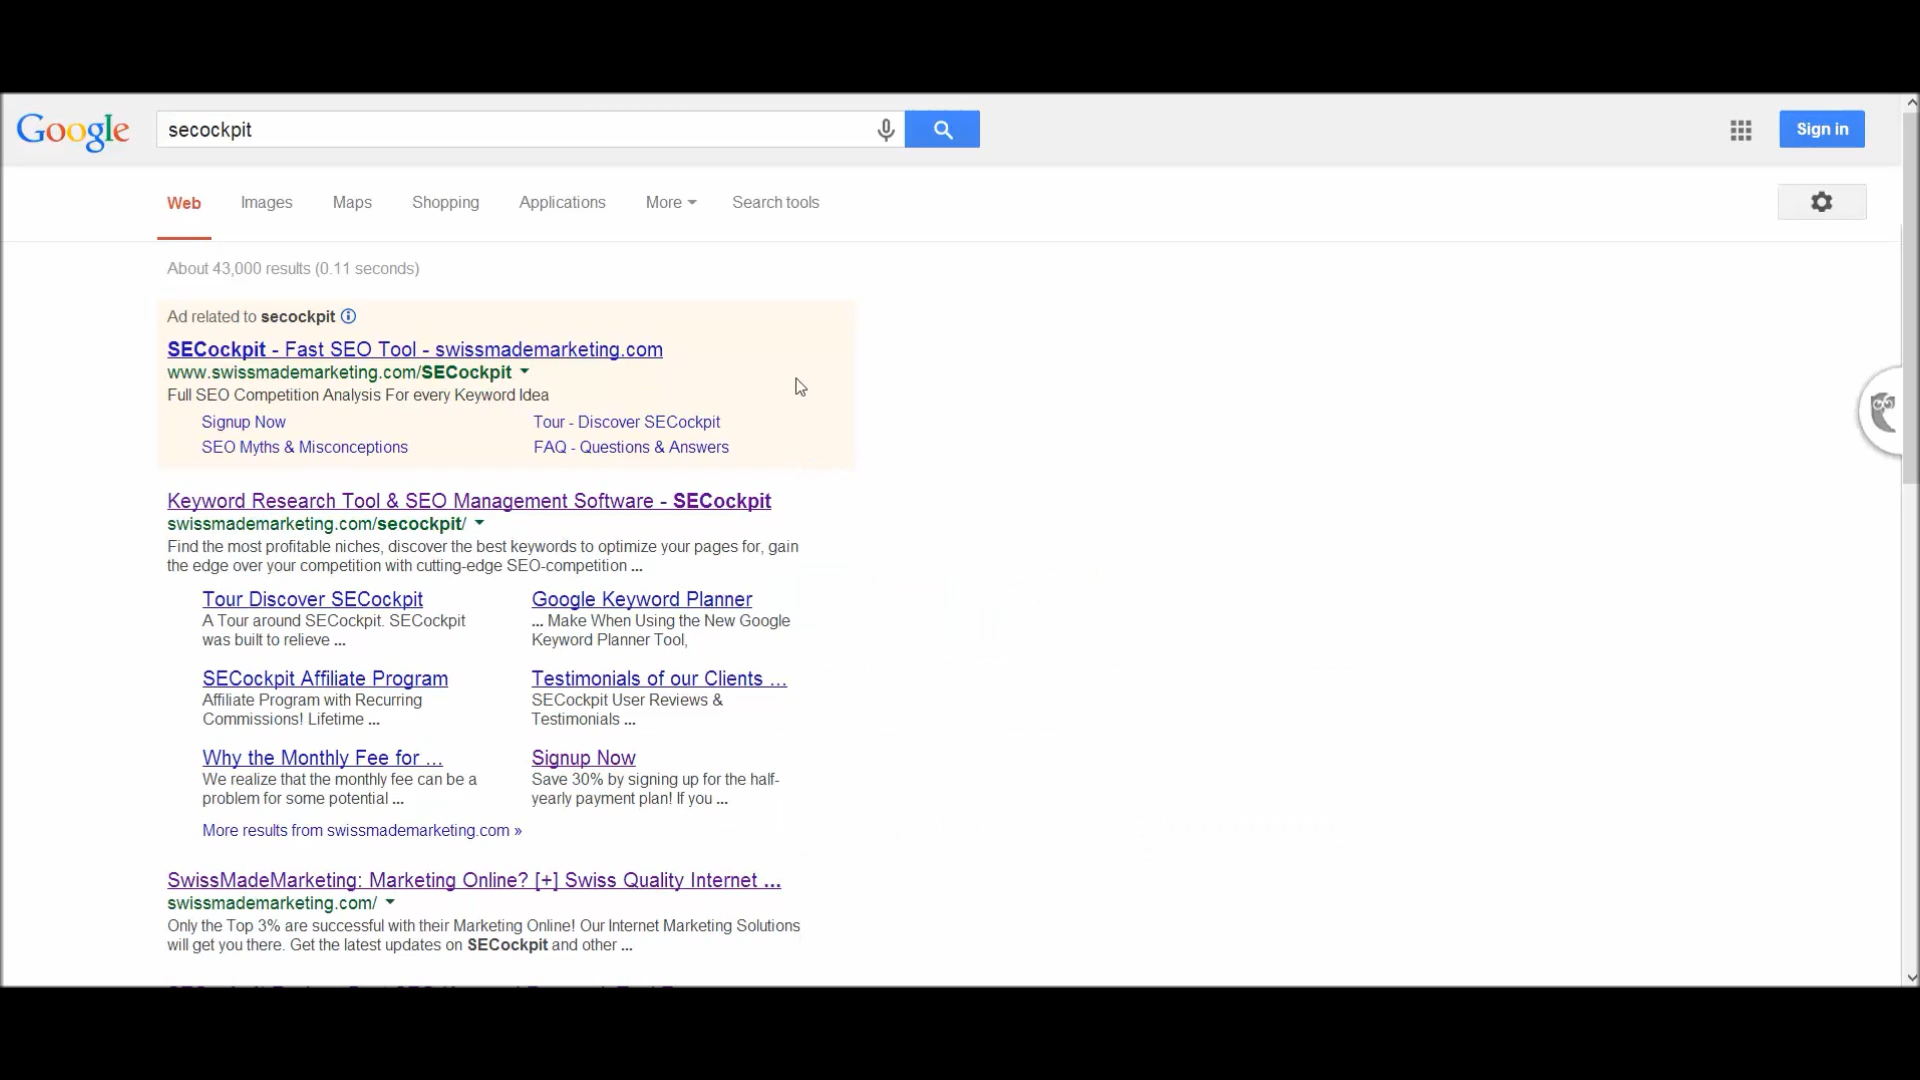 Google
secockpit
Sign in
Web Images Maps Shopping Applications More Search tools
About 43,000 results (0.11 seconds)
Ad related to secockpit
SECockpit - Fast SEO Tool - swissmademarketing.com
www.swissmademarketing.com/SECockpit
Full SEO Competition Analysis For every Keyword Idea
Signup Now Tour - Discover SECockpit
SEO Myths & Misconceptions FAQ - Questions & Answers
Keyword Research Tool & SEO Management Software - SECockpit
swissmademarketing.com/secockpit/
Find the most profitable niches, discover the best keywords to optimize your pages for, gain
the edge over your competition with cutting-edge SEO-competition ...
Tour Discover SECockpit
A Tour around SECockpit. SECockpit
was built to relieve ...
Google Keyword Planner
... Make When Using the New Google
Keyword Planner Tool,
SECockpit Affiliate Program
Affiliate Program with Recurring
Commissions! Lifetime ...
Testimonials of our Clients ...
SECockpit User Reviews &
Testimonials ...
Why the Monthly Fee for ...
We realize that the monthly fee can be a
problem for some potential ...
Signup Now
Save 30% by signing up for the half-
yearly payment plan! If you ...
More results from swissmademarketing.com »
SwissMadeMarketing: Marketing Online? [+] Swiss Quality Internet ...
swissmademarketing.com/
Only the Top 3% are successful with their Marketing Online! Our Internet Marketing Solutions
will get you there. Get the latest updates on SECockpit and other ...